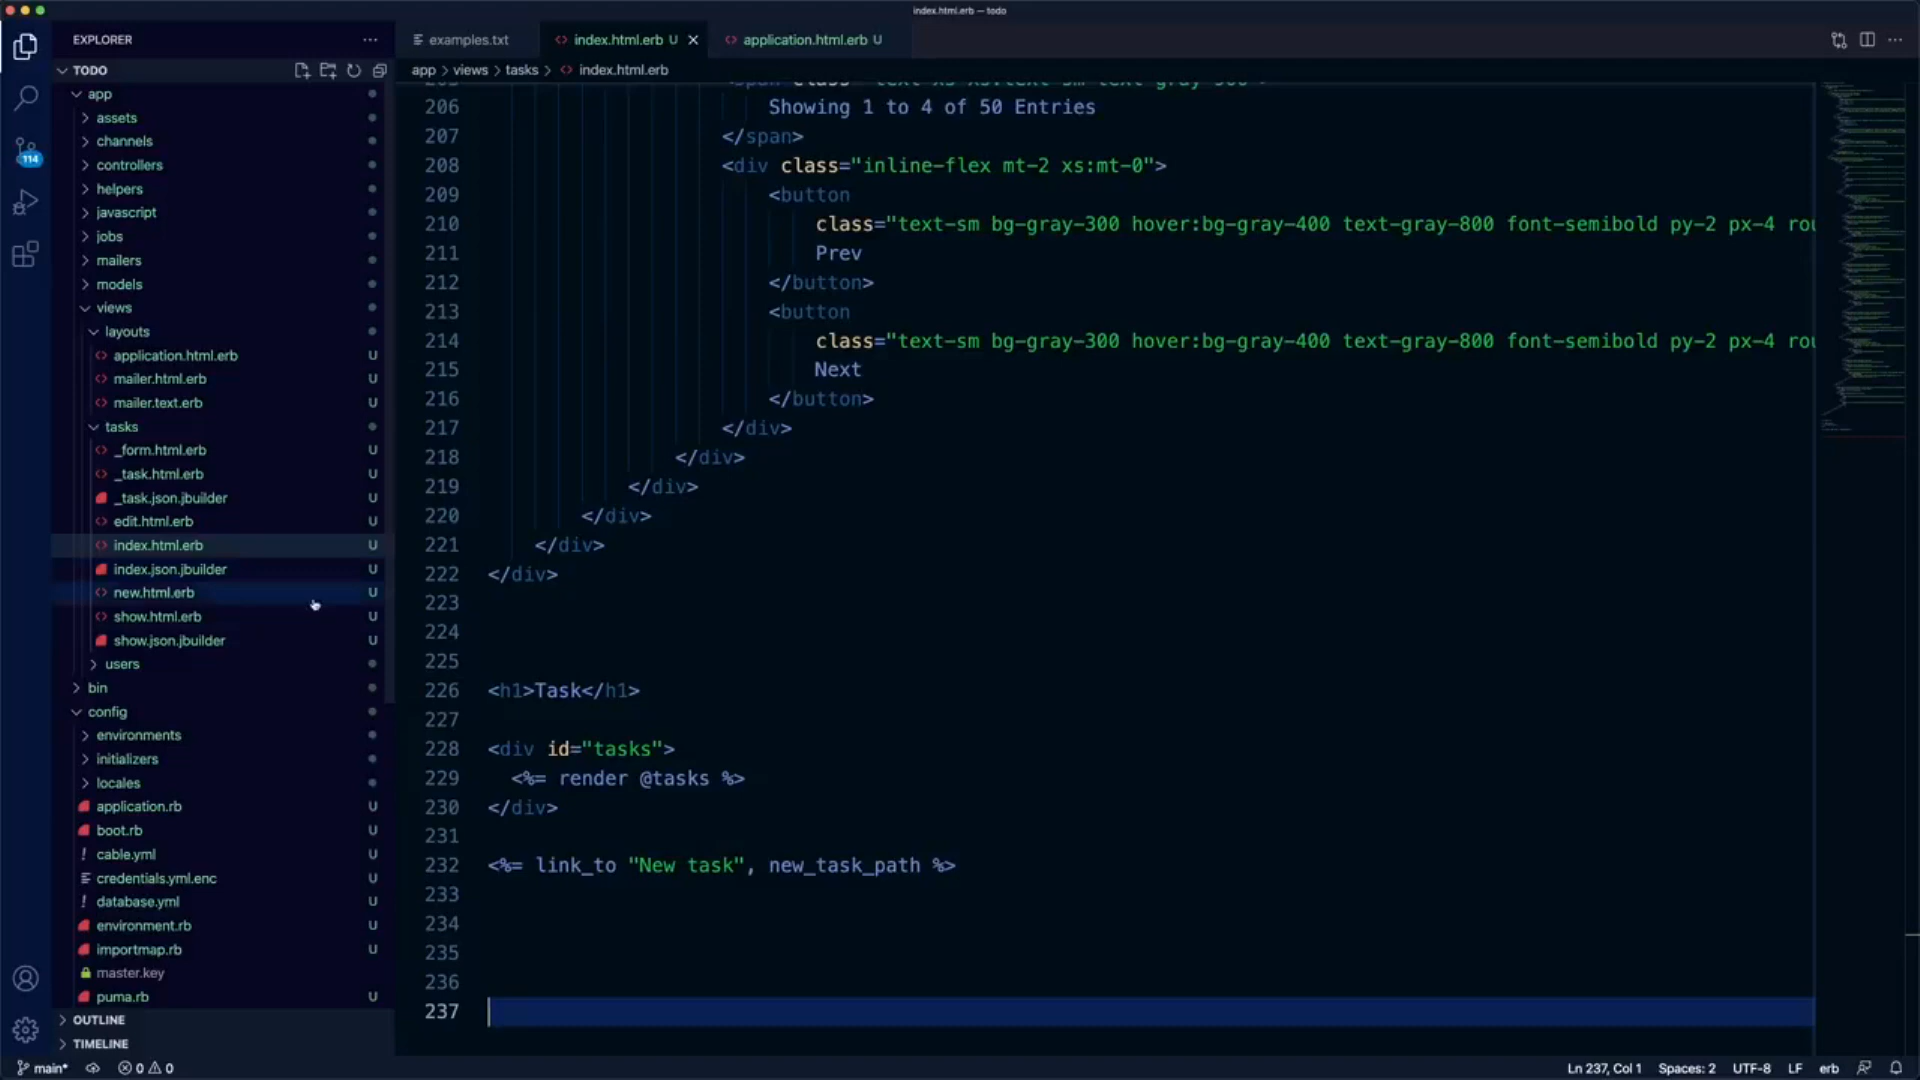 index.html.erb — todo
EXPLORER
TODO
app
assets
channels
controllers
helpers
javascript
jobs
mailers
models
views
layouts
application.html.erb U
mailer.html.erb U
mailer.text.erb U
tasks
_form.html.erb U
_task.html.erb U
_task.json.jbuilder U
edit.html.erb U
index.html.erb U
index.json.jbuilder U
new.html.erb U
show.html.erb U
show.json.jbuilder U
users
bin
config
environments
initializers
locales
application.rb U
boot.rb U
cable.yml U
credentials.yml.enc U
database.yml U
environment.rb U
importmap.rb U
master.key
puma.rb U
OUTLINE
TIMELINE
114
examples.txt
index.html.erb U
application.html.erb U
app > views > tasks > index.html.erb
206 Showing 1 to 4 of 50 Entries
207 </span>
208 <div class="inline-flex mt-2 xs:mt-0">
209 <button
210 class="text-sm bg-gray-300 hover:bg-gray-400 text-gray-800 font-semibold py-2 px-4 rou
211 Prev
212 </button>
213 <button
214 class="text-sm bg-gray-300 hover:bg-gray-400 text-gray-800 font-semibold py-2 px-4 rou
215 Next
216 </button>
217 </div>
218 </div>
219 </div>
220 </div>
221 </div>
222 </div>
223
224
225
226 <h1>Task</h1>
227
228 <div id="tasks">
229 <%= render @tasks %>
230 </div>
231
232 <%= link_to "New task", new_task_path %>
233
234
235
236
237
main* 0 0
Ln 237, Col 1 Spaces: 2 UTF-8 LF erb